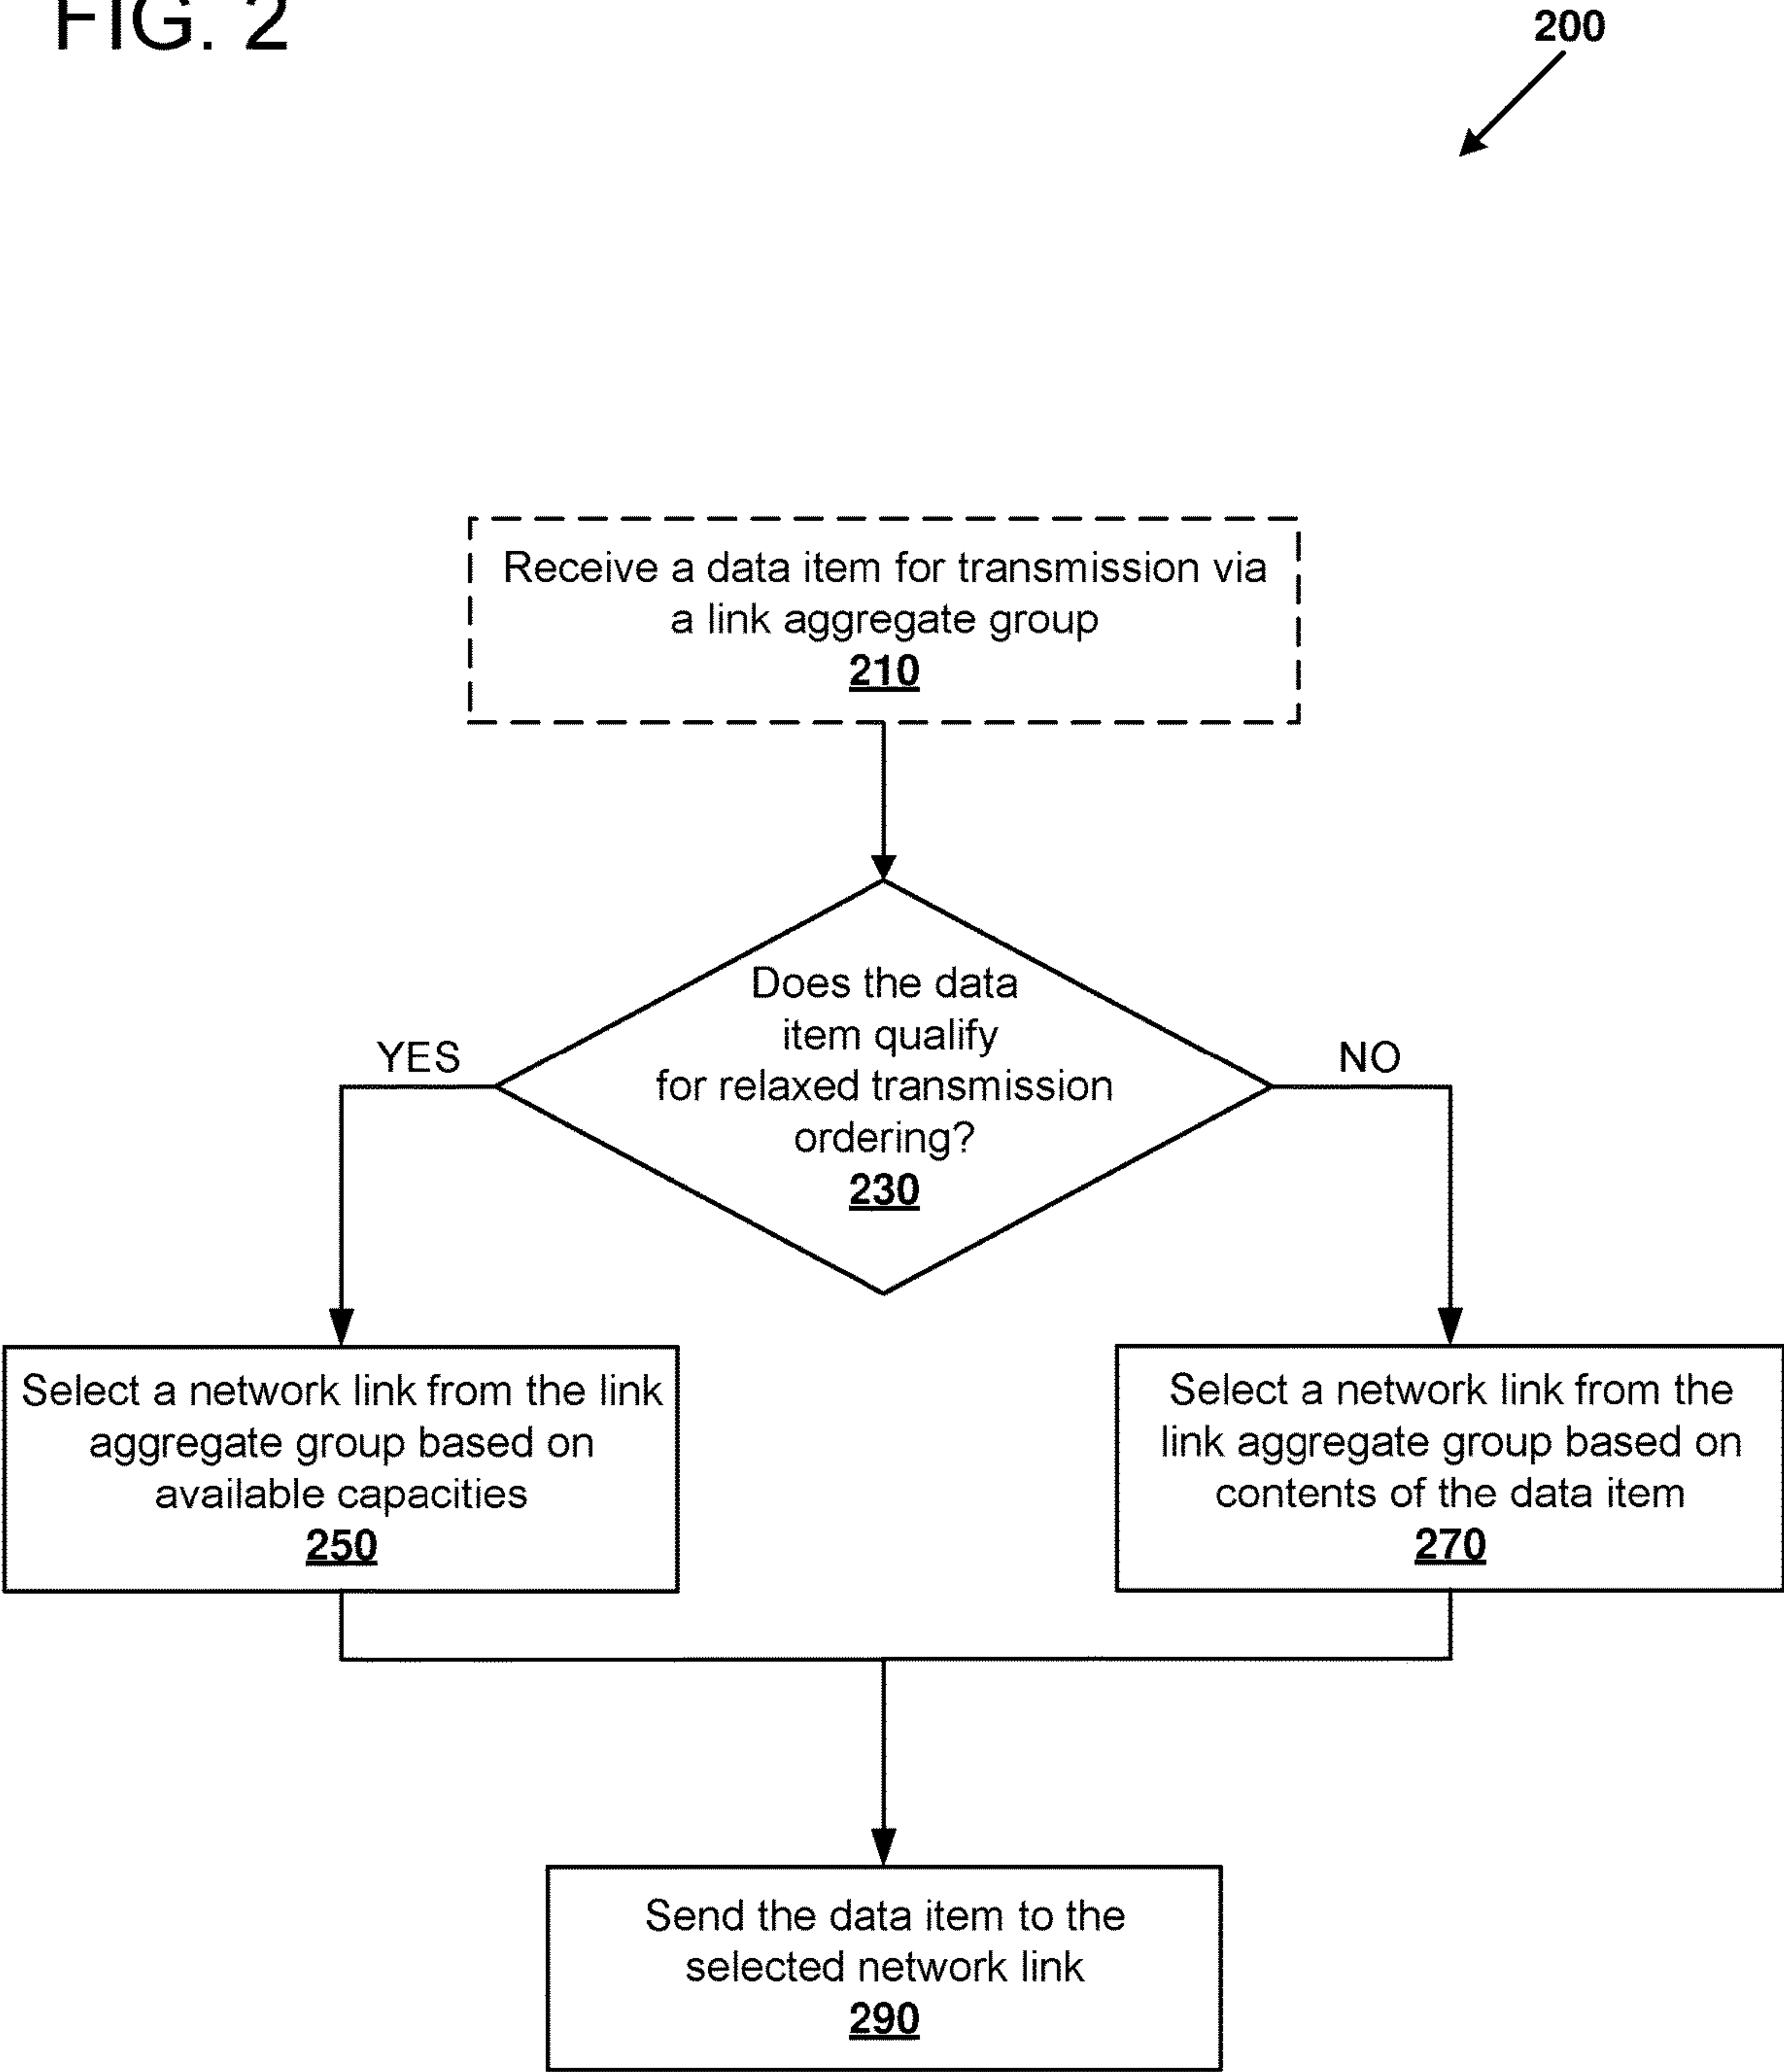 FIG. 2
200
Receive a data item for transmission via
a link aggregate group
210
Does the data
item qualify
for relaxed transmission
ordering?
230
YES
NO
Select a network link from the link
aggregate group based on
available capacities
250
Select a network link from the
link aggregate group based on
contents of the data item
270
Send the data item to the
selected network link
290